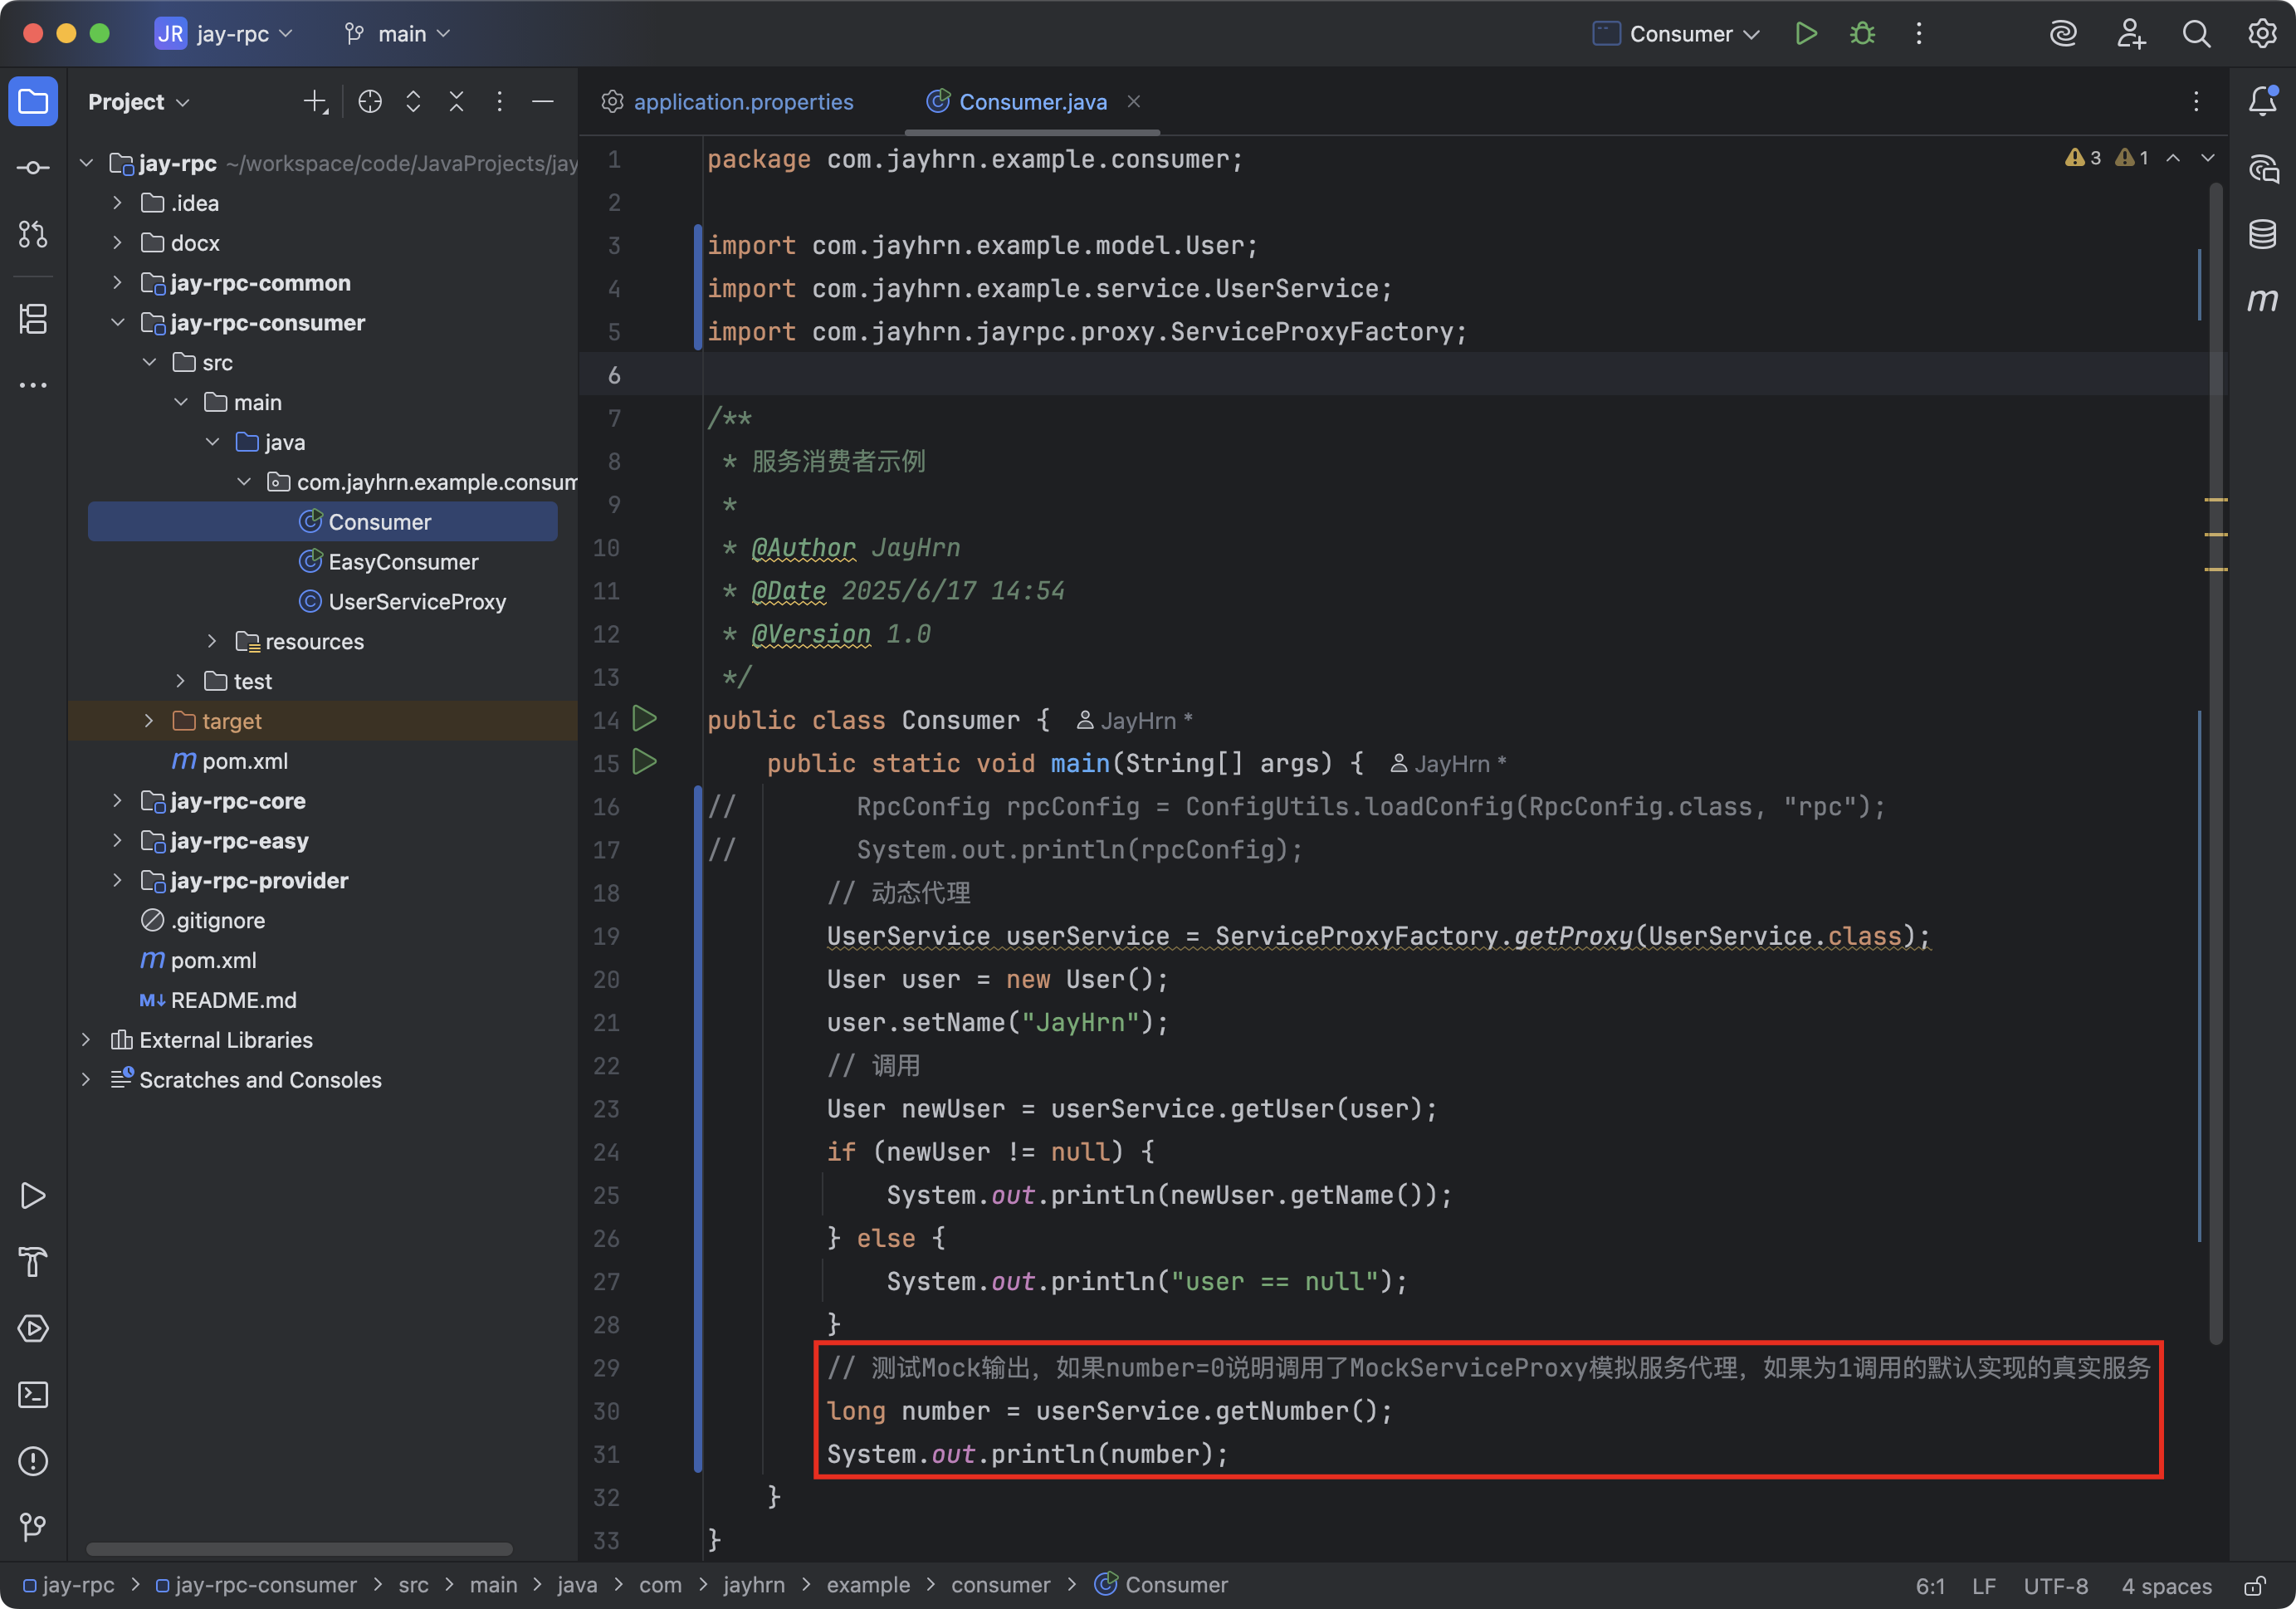 JR jay-rpc main Consumer
Project
jay-rpc ~/workspace/code/JavaProjects/jay
.idea
docx
jay-rpc-common
jay-rpc-consumer
src
main
java
com.jayhrn.example.consum
Consumer
EasyConsumer
UserServiceProxy
resources
test
target
m pom.xml
jay-rpc-core
jay-rpc-easy
jay-rpc-provider
.gitignore
m pom.xml
M↓ README.md
External Libraries
Scratches and Consoles
application.properties Consumer.java
3 1
1 package com.jayhrn.example.consumer;
2
3 import com.jayhrn.example.model.User;
4 import com.jayhrn.example.service.UserService;
5 import com.jayhrn.jayrpc.proxy.ServiceProxyFactory;
6
7 /**
8 * 服务消费者示例
9 *
10 * @Author JayHrn
11 * @Date 2025/6/17 14:54
12 * @Version 1.0
13 */
14 public class Consumer { JayHrn *
15 public static void main(String[] args) { JayHrn *
16 // RpcConfig rpcConfig = ConfigUtils.loadConfig(RpcConfig.class, "rpc");
17 // System.out.println(rpcConfig);
18 // 动态代理
19 UserService userService = ServiceProxyFactory.getProxy(UserService.class);
20 User user = new User();
21 user.setName("JayHrn");
22 // 调用
23 User newUser = userService.getUser(user);
24 if (newUser != null) {
25 System.out.println(newUser.getName());
26 } else {
27 System.out.println("user == null");
28 }
29 // 测试Mock输出，如果number=0说明调用了MockServiceProxy模拟服务代理，如果为1调用的默认实现的真实服务
30 long number = userService.getNumber();
31 System.out.println(number);
32 }
33 }
m
jay-rpc > jay-rpc-consumer > src > main > java > com > jayhrn > example > consumer > Consumer
6:1 LF UTF-8 4 spaces